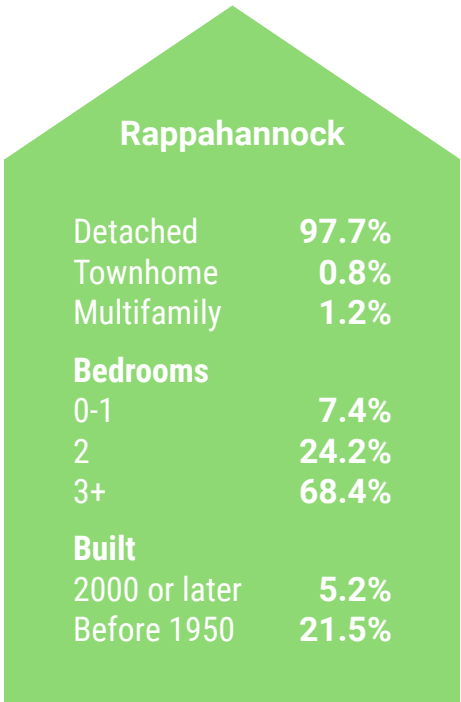 Rappahannock
Detached 97.7%
Townhome 0.8%
Multifamily 1.2%
Bedrooms
0-1 7.4%
2 24.2%
3+ 68.4%
Built
2000 or later 5.2%
Before 1950 21.5%